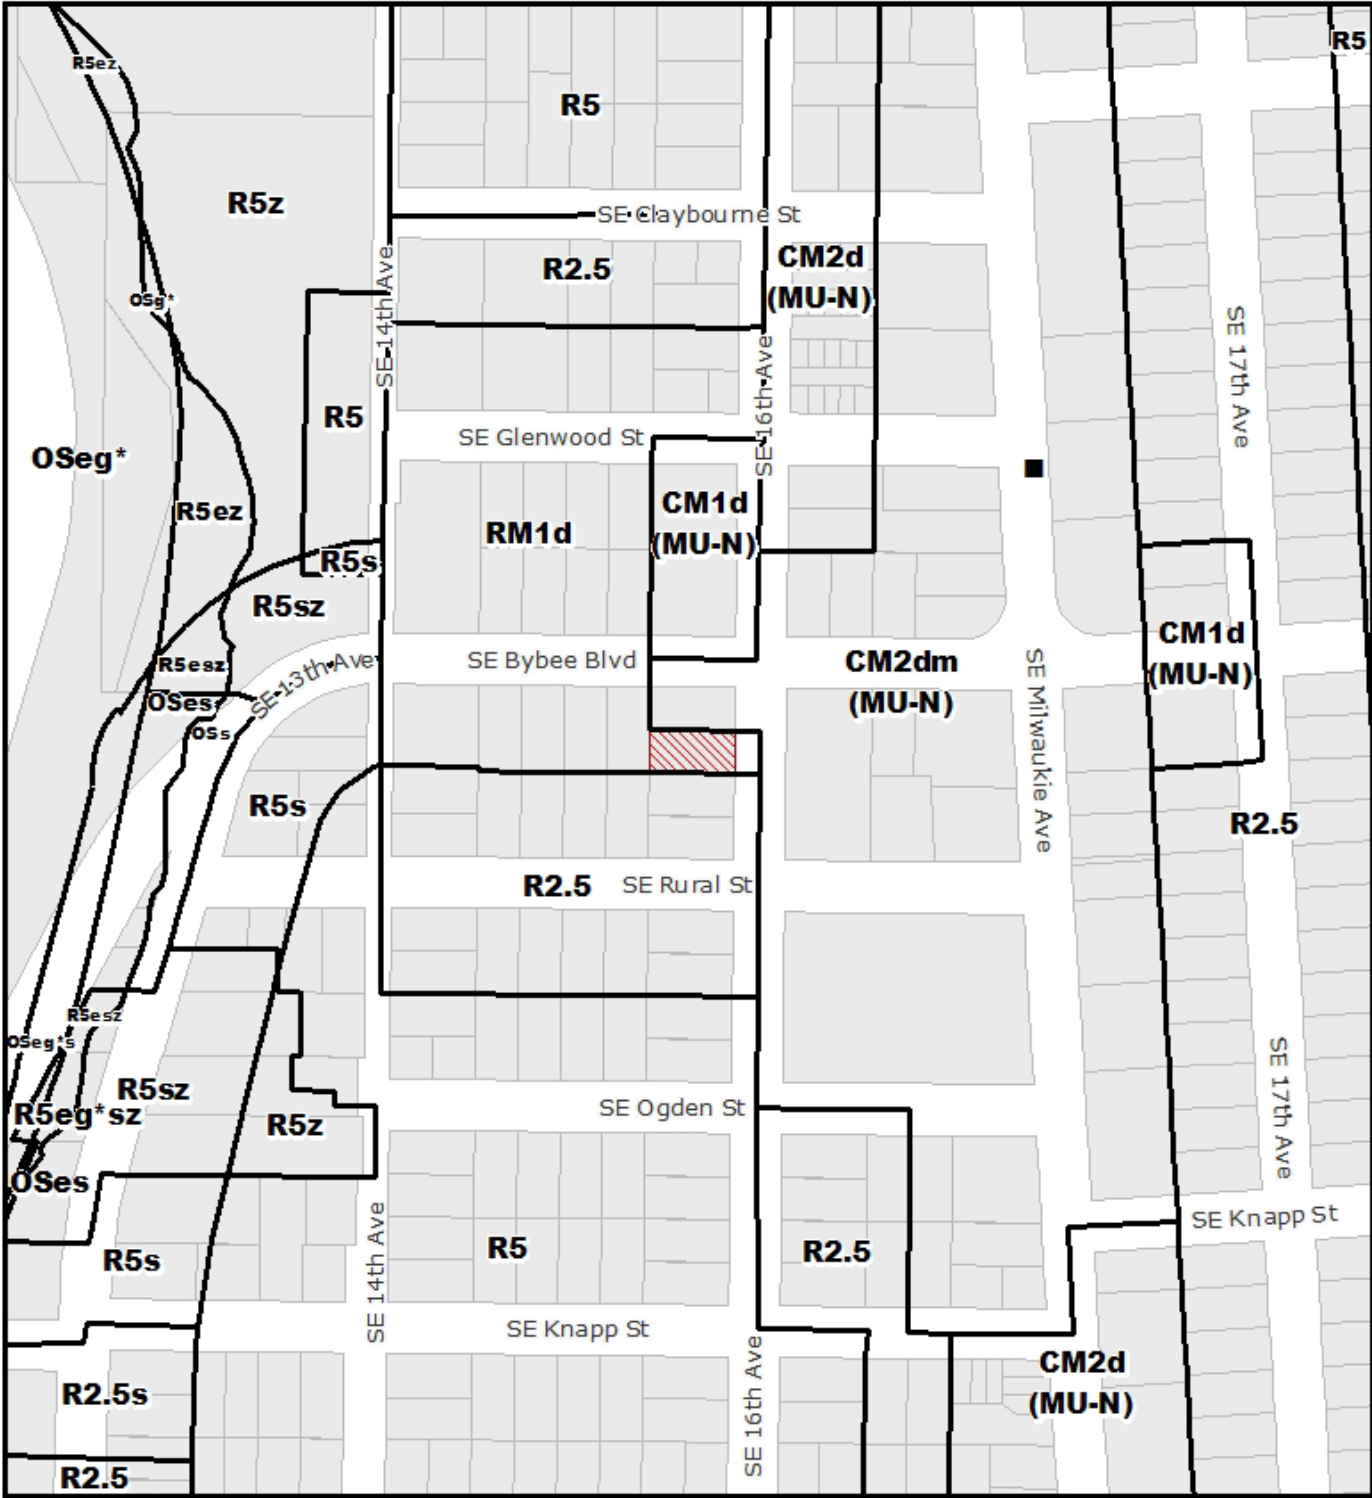 R5ez
R5
R5
R5z
SE Claybourne St
CM2d
(MU-N)
R2.5
SE 14th Ave
OSg*
SE 17th Ave
SE 16th Ave
R5
SE Glenwood St
OSeg*
R5ez
RM1d
CM1d
(MU-N)
R5s
R5sz
CM1d
(MU-N)
R5esz
SE 13th Ave
SE Bybee Blvd
CM2dm
(MU-N)
SE Milwaukie Ave
OSes
OSs
R5s
R2.5
R2.5
SE Rural St
R5esz
OSeg*s
R5sz
R5eg*sz
R5z
SE Ogden St
SE 17th Ave
OSes
R5s
SE 14th Ave
R5
R2.5
SE Knapp St
SE Knapp St
SE 16th Ave
CM2d
(MU-N)
R2.5s
R2.5